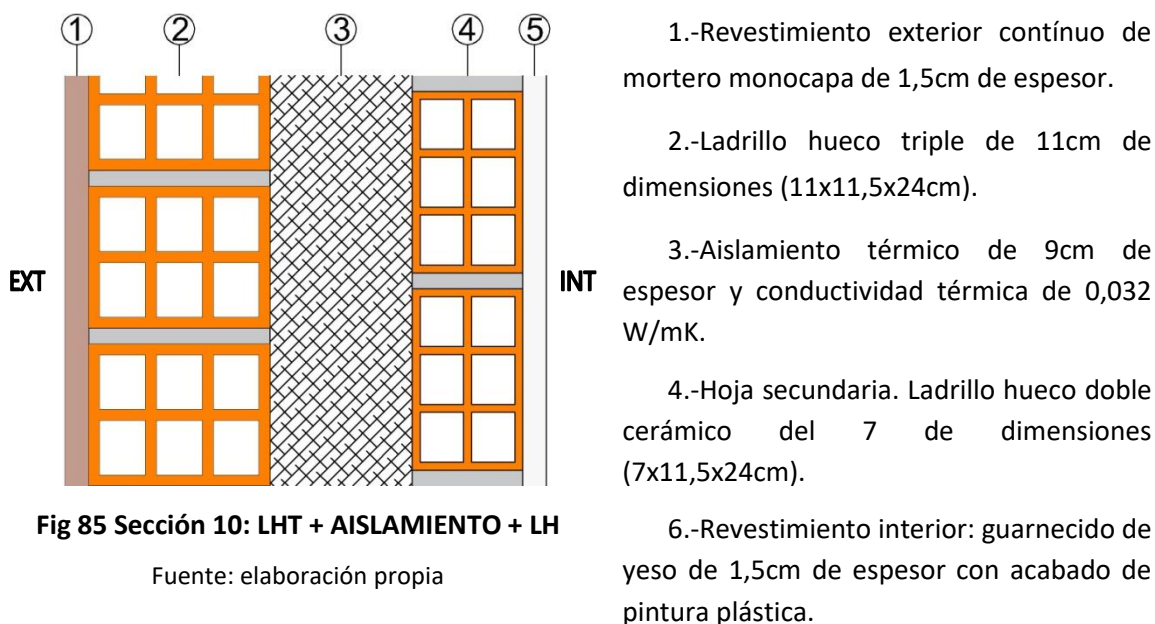 1 2 3 4 5
EXT
INT
Fig 85 Sección 10: LHT + AISLAMIENTO + LH
Fuente: elaboración propia
1.-Revestimiento exterior contínuo de
mortero monocapa de 1,5cm de espesor.
2.-Ladrillo hueco triple de 11cm de
dimensiones (11x11,5x24cm).
3.-Aislamiento térmico de 9cm de
espesor y conductividad térmica de 0,032
W/mK.
4.-Hoja secundaria. Ladrillo hueco doble
cerámico del 7 de dimensiones
(7x11,5x24cm).
6.-Revestimiento interior: guarnecido de
yeso de 1,5cm de espesor con acabado de
pintura plástica.